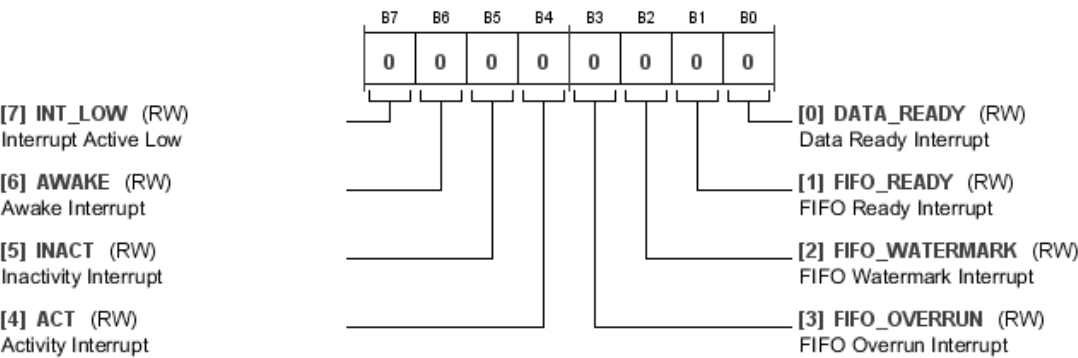 B7 B6 B5 B4 B3 B2 B1 B0
0 0 0 0 0 0 0 0
[7] INT_LOW (RW)
Interrupt Active Low
[6] AWAKE (RW)
Awake Interrupt
[5] INACT (RW)
Inactivity Interrupt
[4] ACT (RW)
Activity Interrupt
[0] DATA_READY (RW)
Data Ready Interrupt
[1] FIFO_READY (RW)
FIFO Ready Interrupt
[2] FIFO_WATERMARK (RW)
FIFO Watermark Interrupt
[3] FIFO_OVERRUN (RW)
FIFO Overrun Interrupt